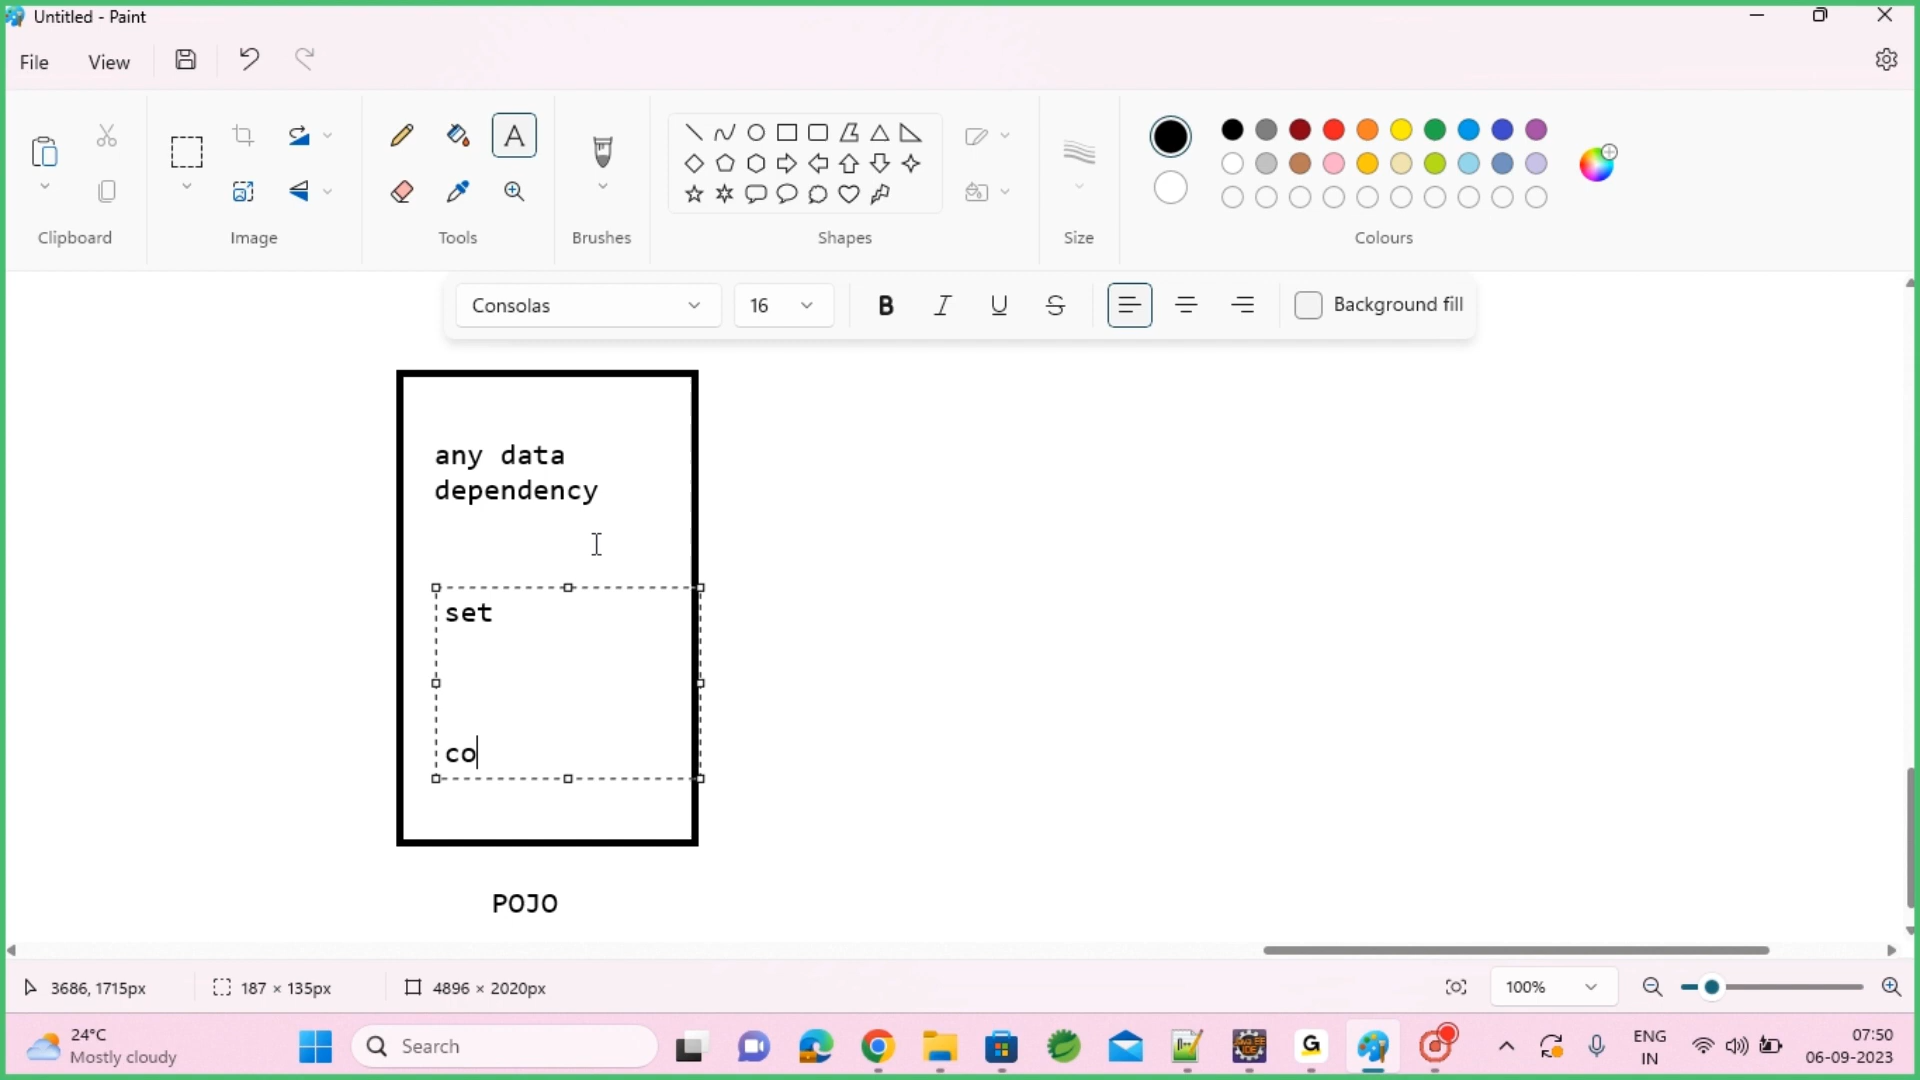 Untitled - Paint
File View
Clipboard
Image
Tools
Brushes
Shapes
Size
Colours
A
Consolas 16 B I U S Background fill
any data
dependency
set
co
POJO
3686, 1715px 187 × 135px 4896 × 2020px 100%
24°C
Mostly cloudy
Search
G
ENG
IN
07:50
06-09-2023